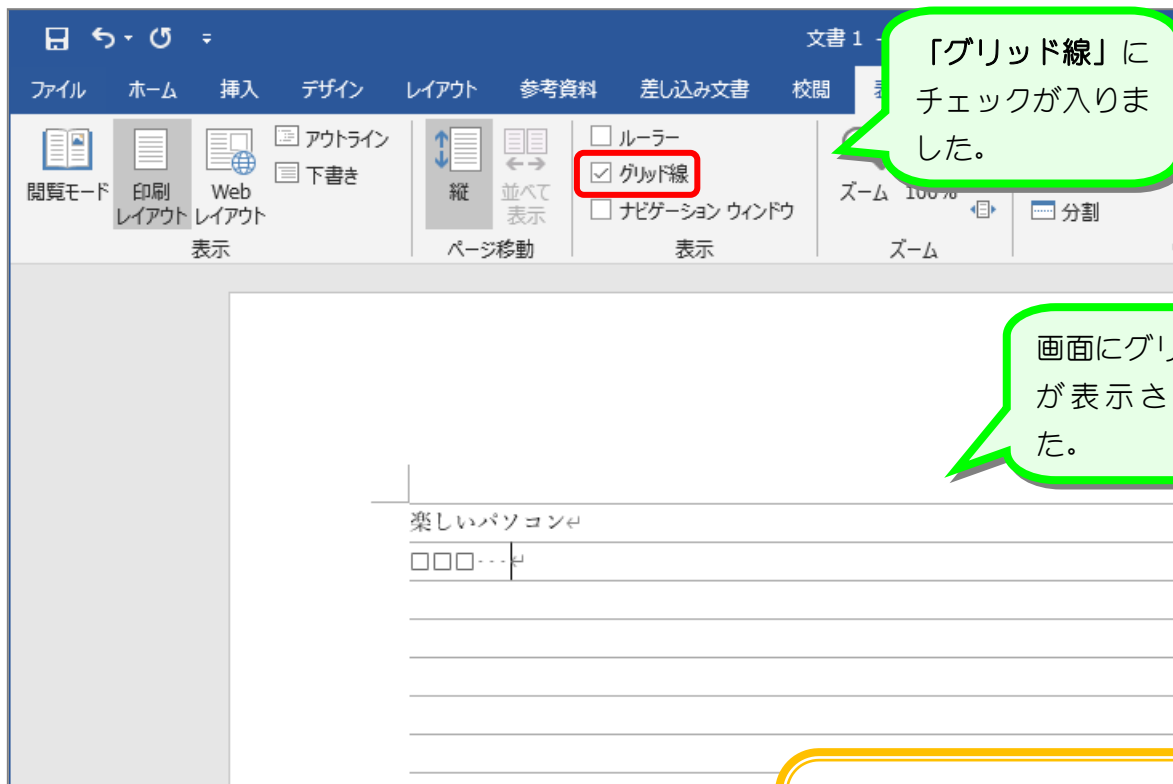 文書 1 -
ファイル ホーム 挿入 デザイン レイアウト 参考資料 差し込み文書 校閲
「グリッド線」に
チェックが入りま
した。
閲覧モード
印刷
レイアウト
Web
レイアウト
アウトライン
下書き
表示
縦
並べて
表示
ページ移動
ルーラー
グリッド線
ナビゲーション ウィンドウ
表示
ズーム 100%
ズーム
分割
画面にグリ
が表示さ
た。
楽しいパソコン↵
□□□···↵